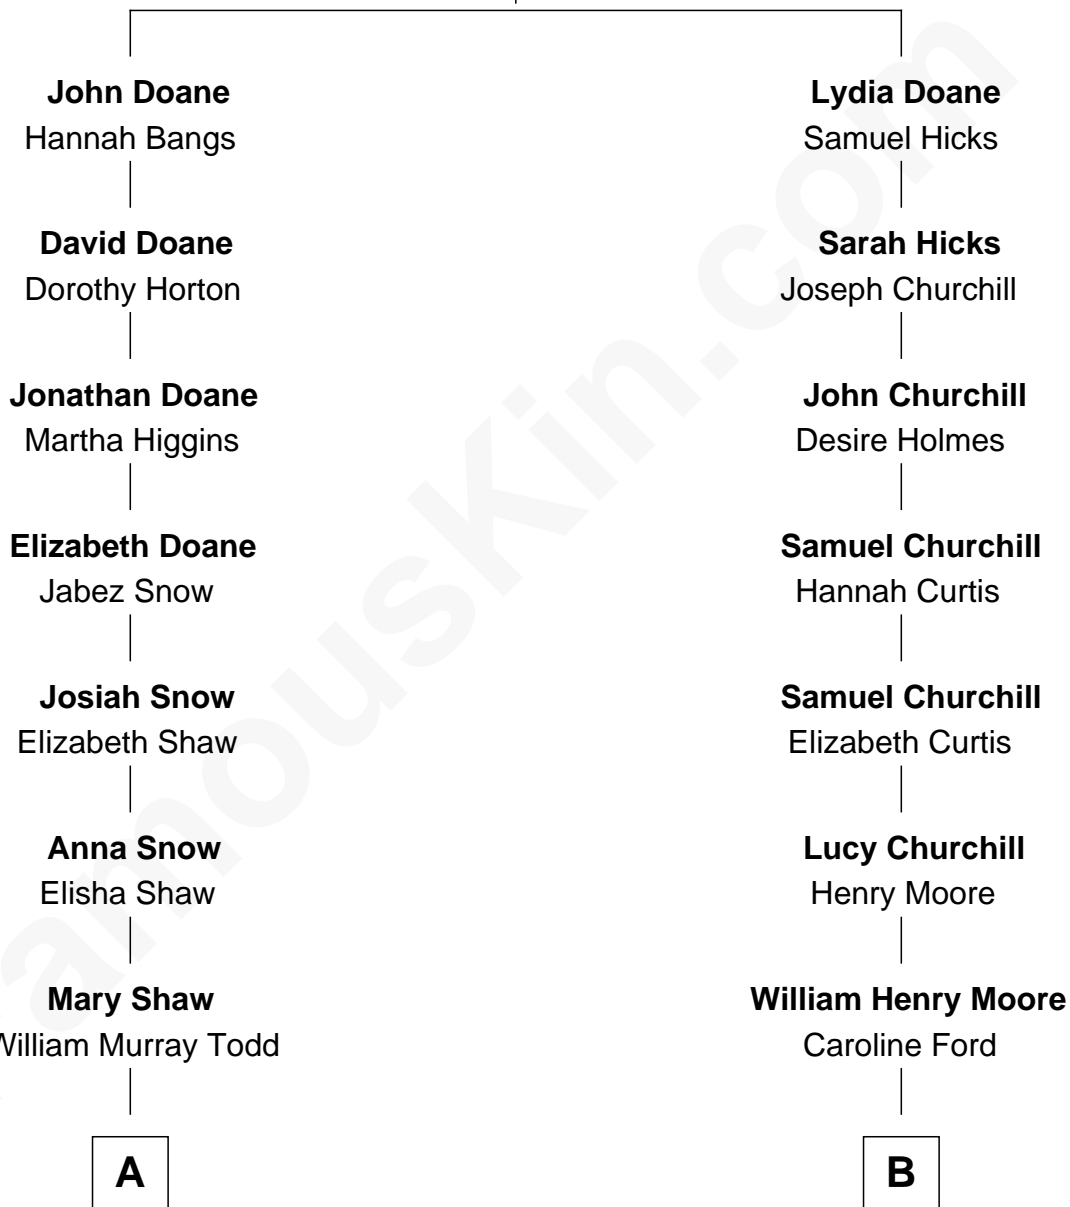 John Doane
Hannah Bangs
David Doane
Dorothy Horton
Jonathan Doane
Martha Higgins
Elizabeth Doane
Jabez Snow
Josiah Snow
Elizabeth Shaw
Anna Snow
Elisha Shaw
Mary Shaw
William Murray Todd
A
Lydia Doane
Samuel Hicks
Sarah Hicks
Joseph Churchill
John Churchill
Desire Holmes
Samuel Churchill
Hannah Curtis
Samuel Churchill
Elizabeth Curtis
Lucy Churchill
Henry Moore
William Henry Moore
Caroline Ford
B
amousKin.com